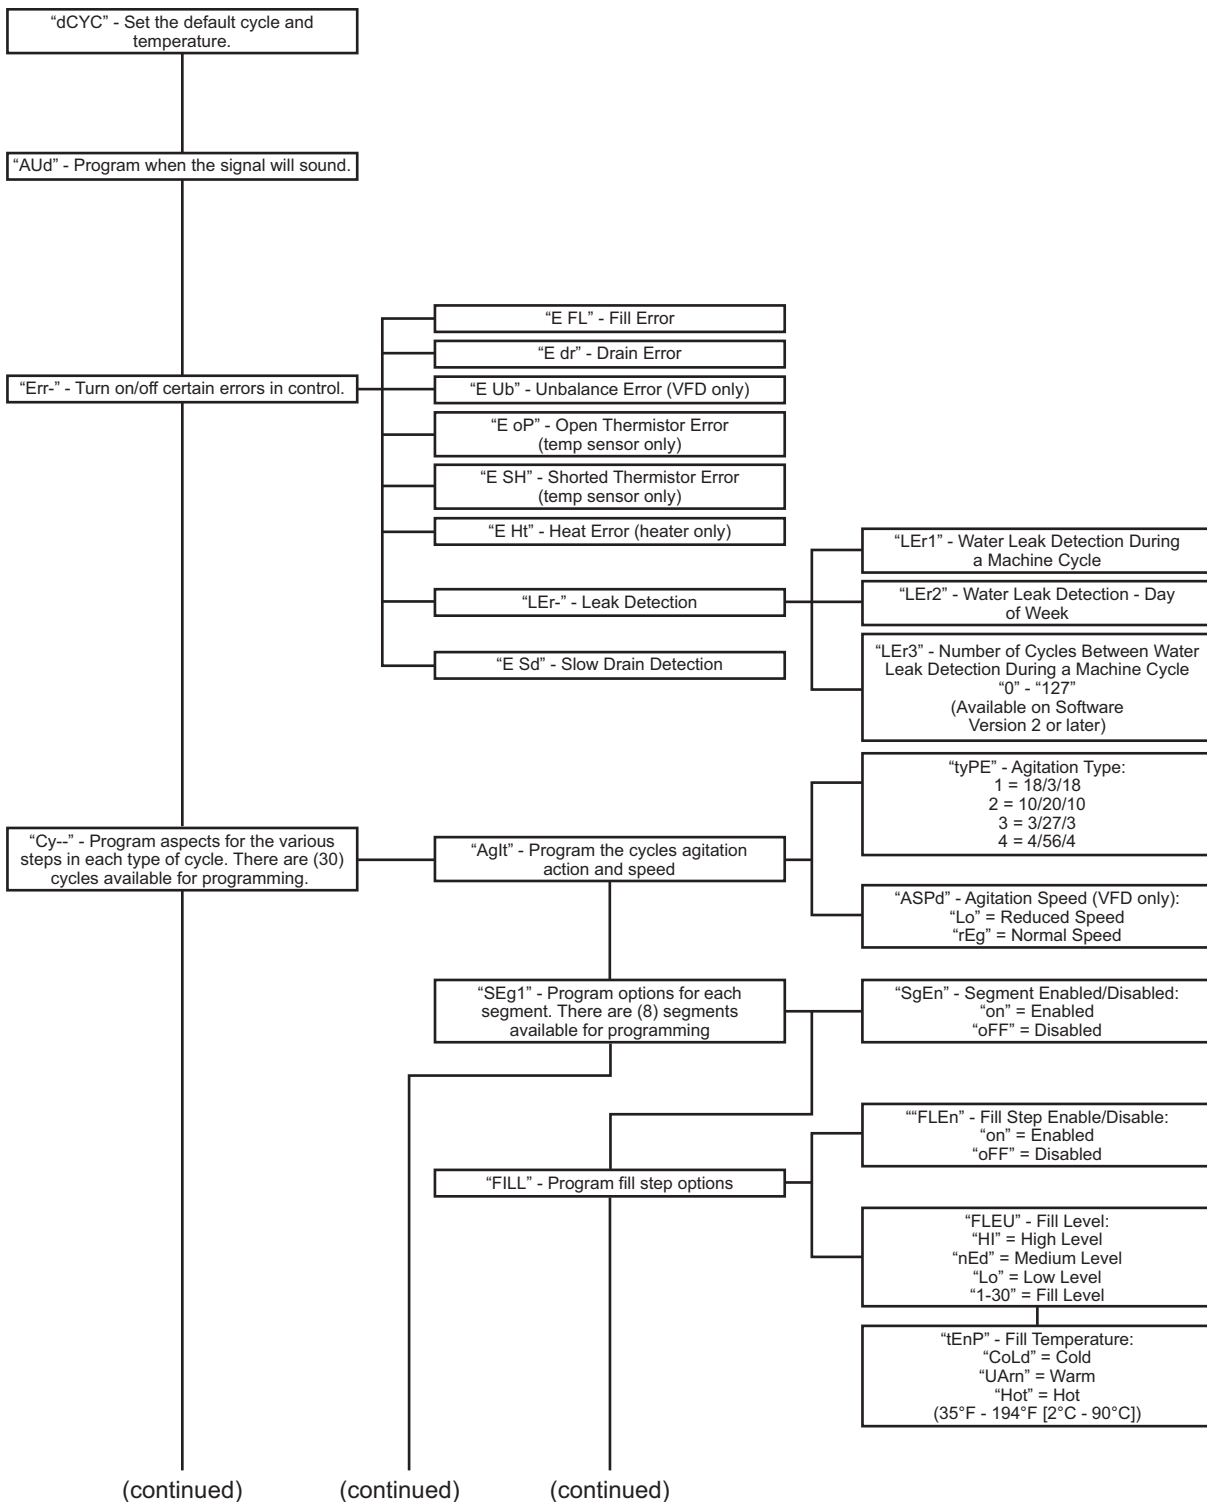 “dCYC” - Set the default cycle and
temperature.
“AUd” - Program when the signal will sound.
“Err-” - Turn on/off certain errors in control.
“E FL” - Fill Error
“E dr” - Drain Error
“E Ub” - Unbalance Error (VFD only)
“E oP” - Open Thermistor Error
(temp sensor only)
“E SH” - Shorted Thermistor Error
(temp sensor only)
“E Ht” - Heat Error (heater only)
“LEr-” - Leak Detection
“E Sd” - Slow Drain Detection
“LEr1” - Water Leak Detection During
a Machine Cycle
“LEr2” - Water Leak Detection - Day
of Week
“LEr3” - Number of Cycles Between Water
Leak Detection During a Machine Cycle
“0” - “127”
(Available on Software
Version 2 or later)
“Cy--” - Program aspects for the various
steps in each type of cycle. There are (30)
cycles available for programming.
“AgIt” - Program the cycles agitation
action and speed
“tyPE” - Agitation Type:
1 = 18/3/18
2 = 10/20/10
3 = 3/27/3
4 = 4/56/4
“ASPd” - Agitation Speed (VFD only):
“Lo” = Reduced Speed
“rEg” = Normal Speed
“SEg1” - Program options for each
segment. There are (8) segments
available for programming
“SgEn” - Segment Enabled/Disabled:
“on” = Enabled
“oFF” = Disabled
“FILL” - Program fill step options
““FLEn” - Fill Step Enable/Disable:
“on” = Enabled
“oFF” = Disabled
“FLEU” - Fill Level:
“HI” = High Level
“nEd” = Medium Level
“Lo” = Low Level
“1-30” = Fill Level
“tEnP” - Fill Temperature:
“CoLd” = Cold
“UArn” = Warm
“Hot” = Hot
(35°F - 194°F [2°C - 90°C])
(continued)
(continued)
(continued)